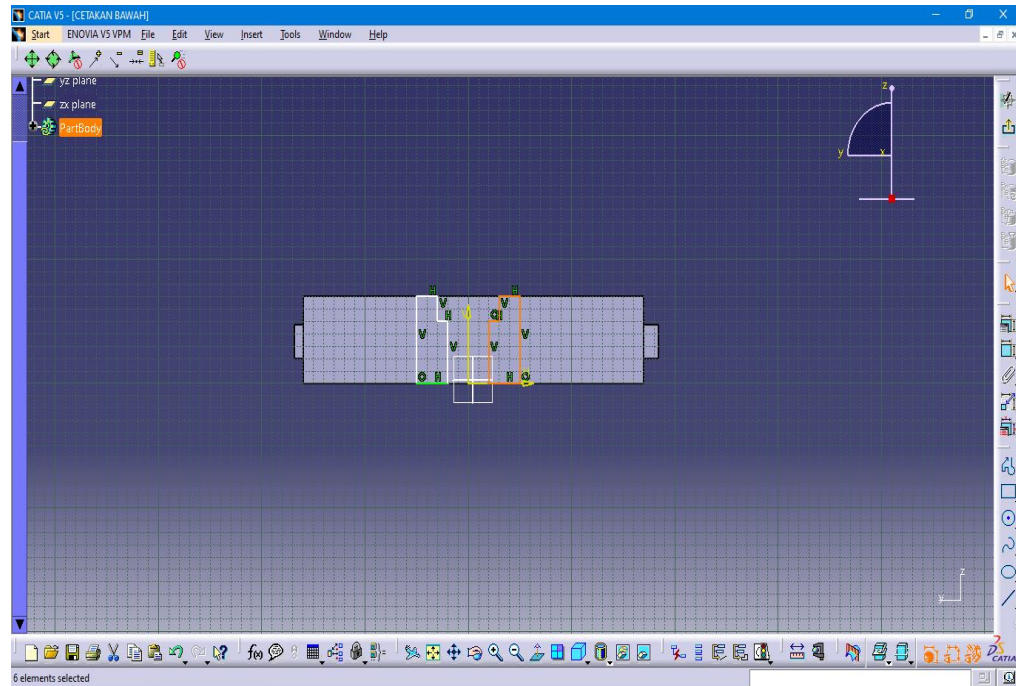 CATIA V5 - [CETAKAN BAWAH]
Start ENOVIA V5 VPM File Edit View Insert Tools Window Help
yz plane
zx plane
PartBody
z
y x
H H
V V
H H
V V
V V
H H
z
y
f(x)
CATIA
6 elements selected